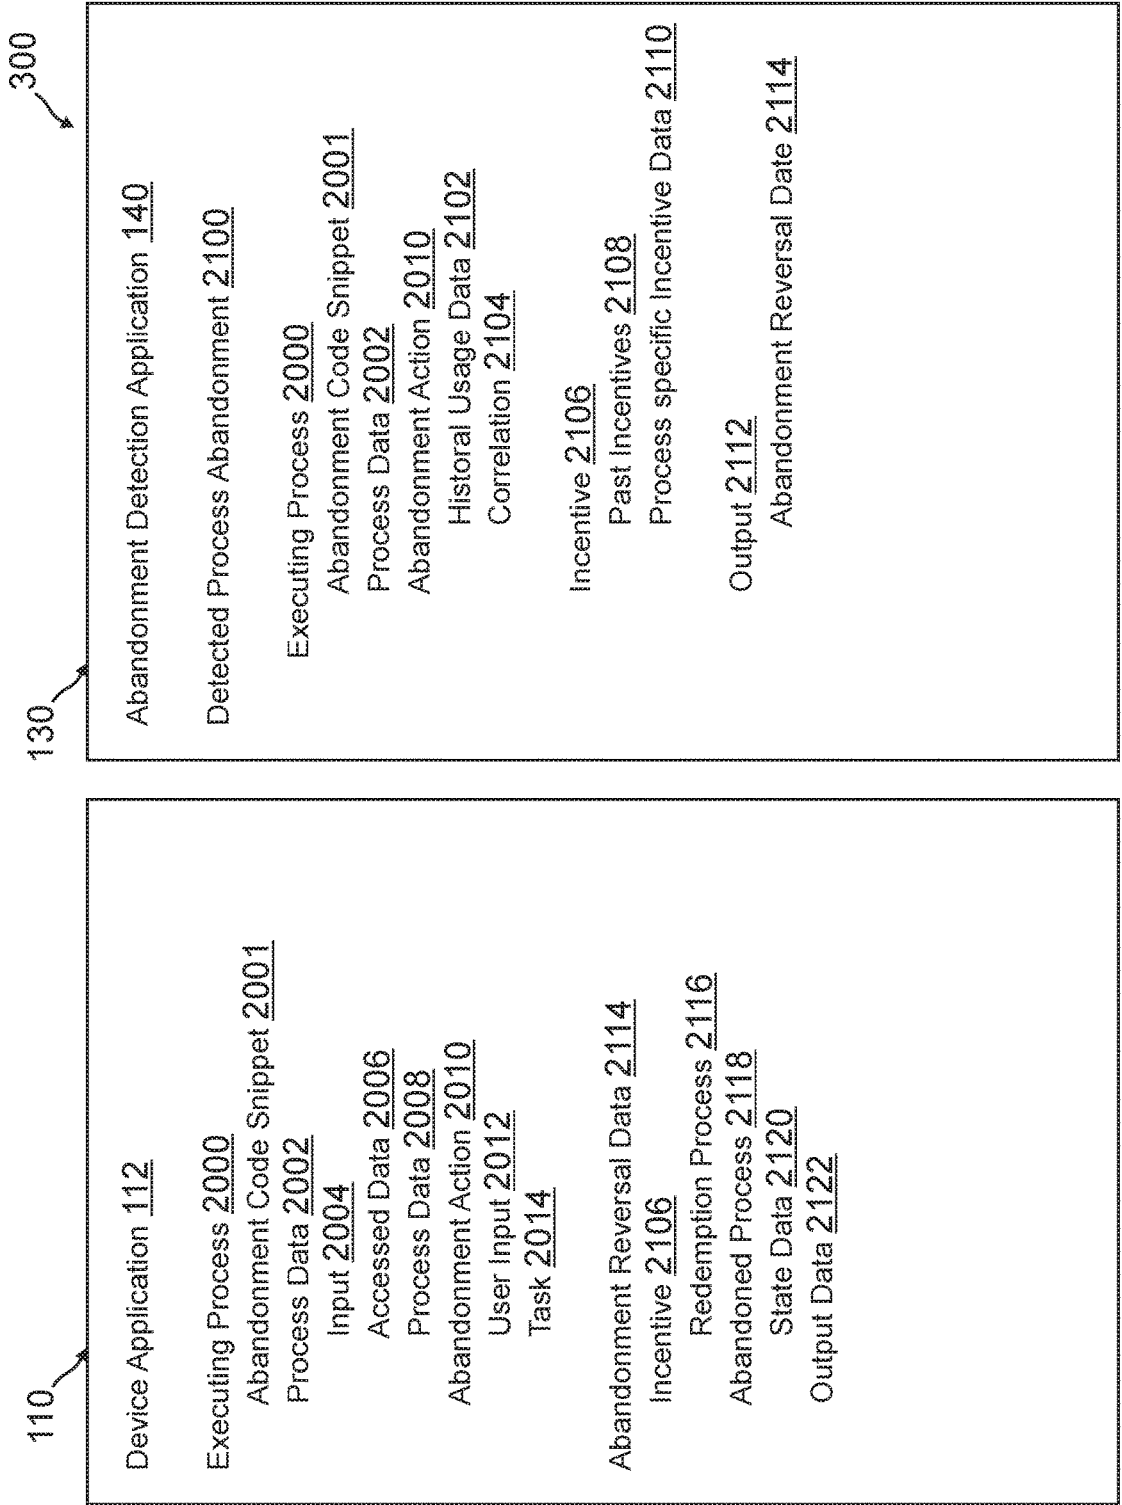 300
110
Device Application 112
Executing Process 2000
Abandonment Code Snippet 2001
Process Data 2002
Input 2004
Accessed Data 2006
Process Data 2008
Abandonment Action 2010
User Input 2012
Task 2014
Abandonment Reversal Data 2114
Incentive 2106
Redemption Process 2116
Abandoned Process 2118
State Data 2120
Output Data 2122
130
Abandonment Detection Application 140
Detected Process Abandonment 2100
Executing Process 2000
Abandonment Code Snippet 2001
Process Data 2002
Abandonment Action 2010
Historal Usage Data 2102
Correlation 2104
Incentive 2106
Past Incentives 2108
Process specific Incentive Data 2110
Output 2112
Abandonment Reversal Date 2114